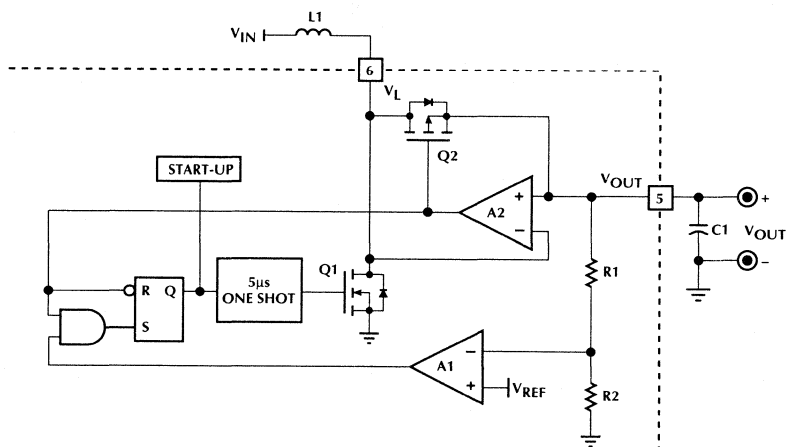 L1
VIN
6
VL
Q2
START-UP
VOUT
5
+
A2
+
−
C1
VOUT
−
R1
Q1
R Q
5µs
ONE SHOT
S
A1
−
+
VREF
R2